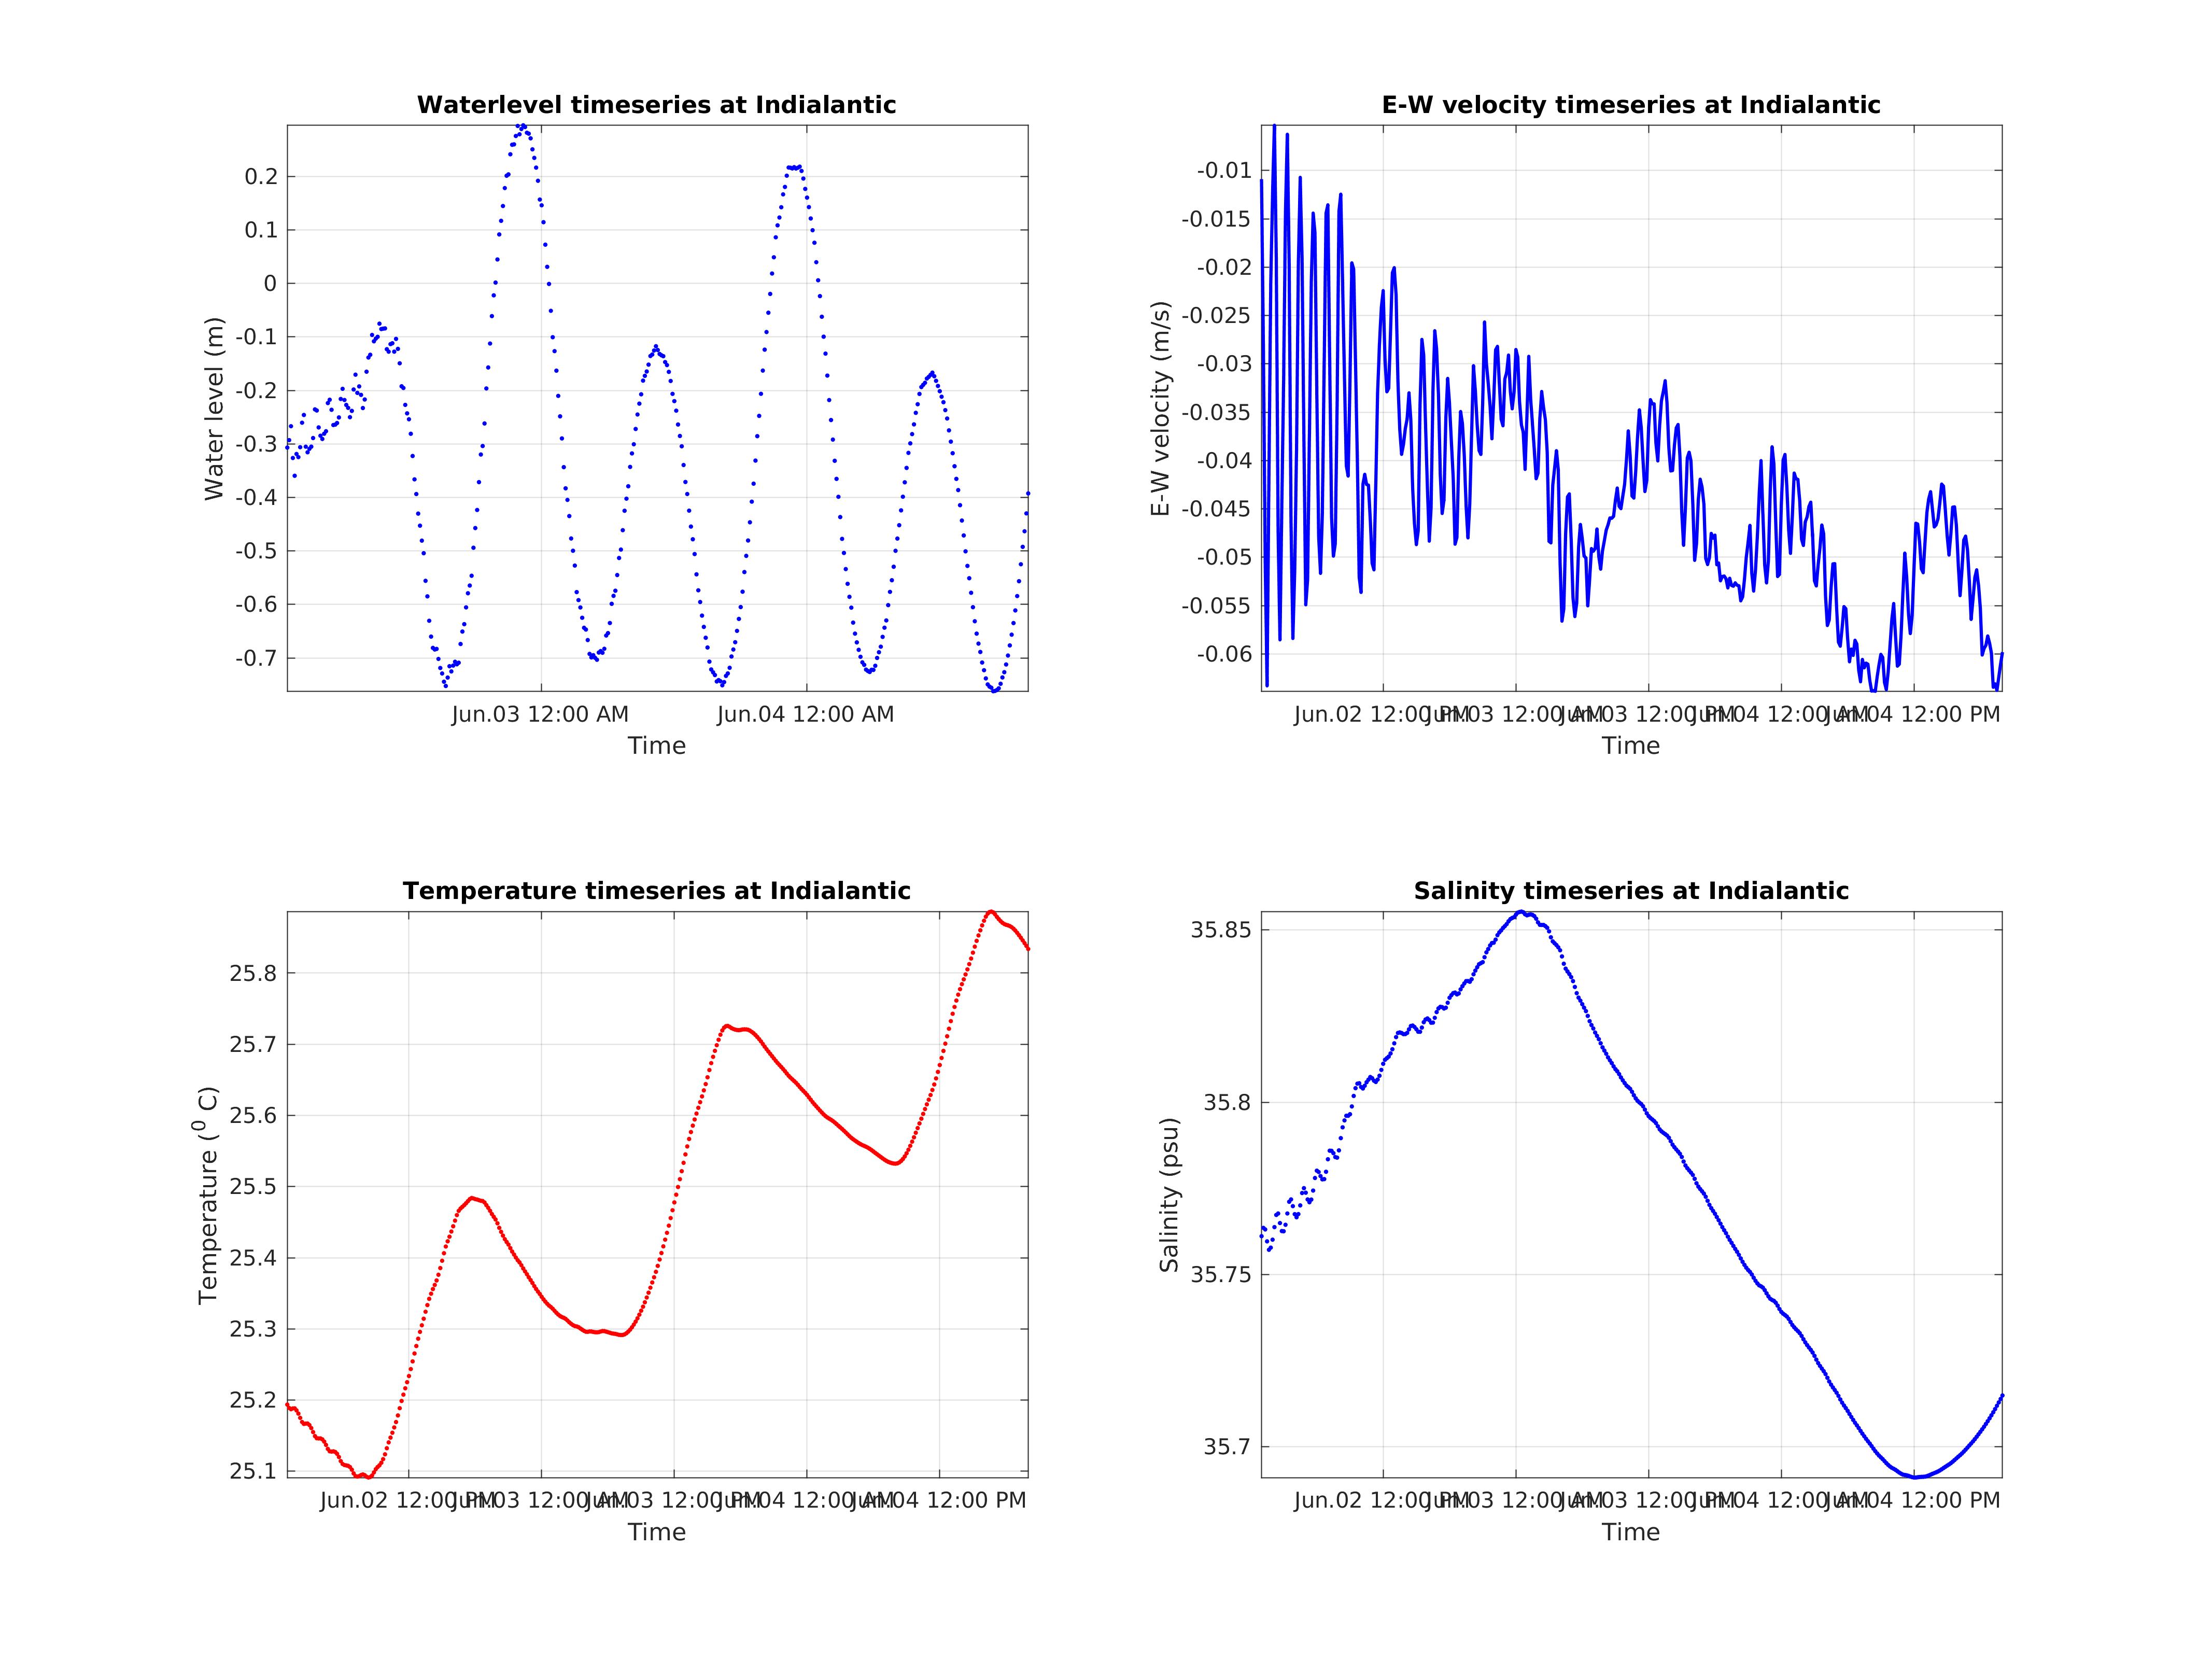 Waterlevel timeseries at Indialantic
0.2
0.1
0
-0.1
-0.2
-0.3
-0.4
-0.5
-0.6
-0.7
Water level (m)
Jun.03 12:00 AM
Jun.04 12:00 AM
Time
E-W velocity timeseries at Indialantic
-0.01
-0.015
-0.02
-0.025
-0.03
-0.035
-0.04
-0.045
-0.05
-0.055
-0.06
E-W velocity (m/s)
Jun.02 12:00 PM
Jun.03 12:00 AM
Jun.03 12:00 PM
Jun.04 12:00 AM
Jun.04 12:00 PM
Time
Temperature timeseries at Indialantic
25.8
25.7
25.6
25.5
25.4
25.3
25.2
25.1
Temperature (⁰ C)
Jun.02 12:00 PM
Jun.03 12:00 AM
Jun.03 12:00 PM
Jun.04 12:00 AM
Jun.04 12:00 PM
Time
Salinity timeseries at Indialantic
35.85
35.8
35.75
35.7
Salinity (psu)
Jun.02 12:00 PM
Jun.03 12:00 AM
Jun.03 12:00 PM
Jun.04 12:00 AM
Jun.04 12:00 PM
Time